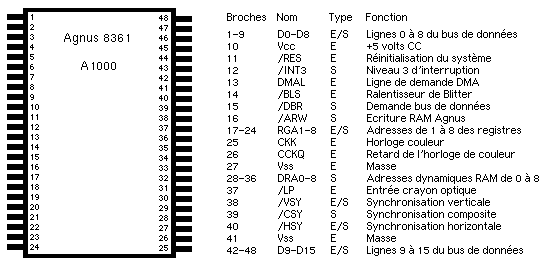 Agnus 8361
A1000
1 48
2 47
3 46
4 45
5 44
6 43
7 42
8 41
9 40
10 39
11 38
12 37
13 36
14 35
15 34
16 33
17 32
18 31
19 30
20 29
21 28
22 27
23 26
24 25
Broches Nom Type Fonction
1-9 D0-D8 E/S Lignes 0 à 8 du bus de données
10 Vcc E +5 volts CC
11 /RES E Réinitialisation du système
12 /INT3 S Niveau 3 d'interruption
13 DMAL E Ligne de demande DMA
14 /BLS E Ralentisseur de Blitter
15 /DBR S Demande bus de données
16 /ARW S Ecriture RAM Agnus
17-24 RGA1-8 E/S Adresses de 1 à 8 des registres
25 CKK E Horloge couleur
26 CCKQ E Retard de l'horloge de couleur
27 Vss E Masse
28-36 DRA0-8 S Adresses dynamiques RAM de 0 à 8
37 /LP E Entrée crayon optique
38 /VSY E/S Synchronisation verticale
39 /CSY S Synchronisation composite
40 /HSY E/S Synchronisation horizontale
41 Vss E Masse
42-48 D9-D15 E/S Lignes 9 à 15 du bus de données